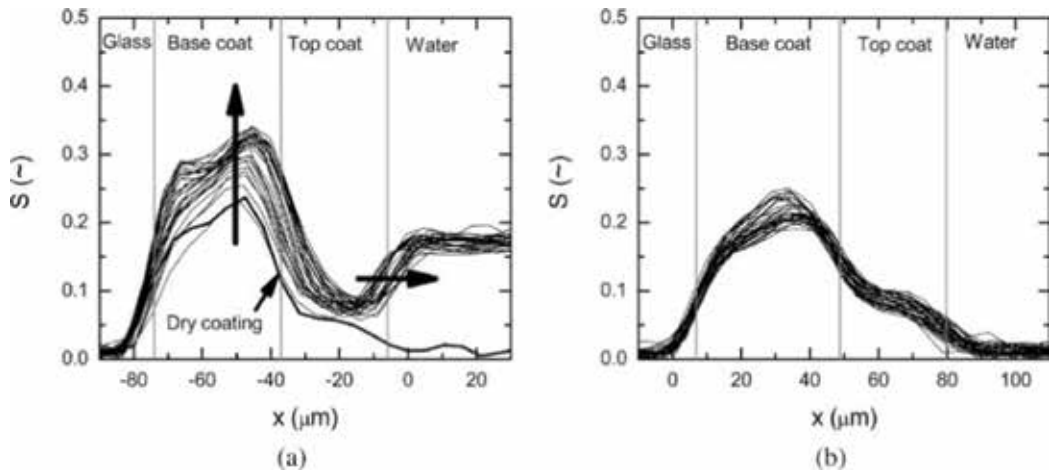 0.5
Glass
Base coat
Top coat
Water
0.4
0.3
S (~)
0.2
0.1
Dry coating
0.0
-80 -60 -40 -20 0 20
x (μm)
(a)
0.5
Glass
Base coat
Top coat
Water
0.4
0.3
S (~)
0.2
0.1
0.0
0 20 40 60 80 100
x (μm)
(b)